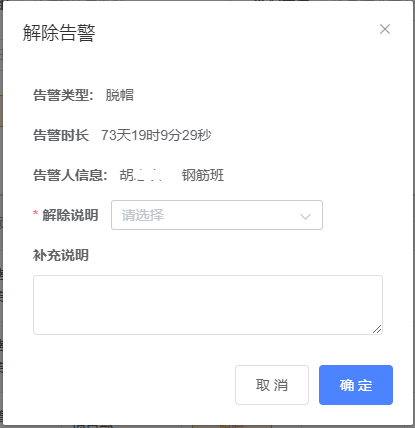 解除告警
告警类型: 脱帽
告警时长 73天19时9分29秒
告警人信息: 胡 钢筋班
* 解除说明 请选择
补充说明
取消 确定